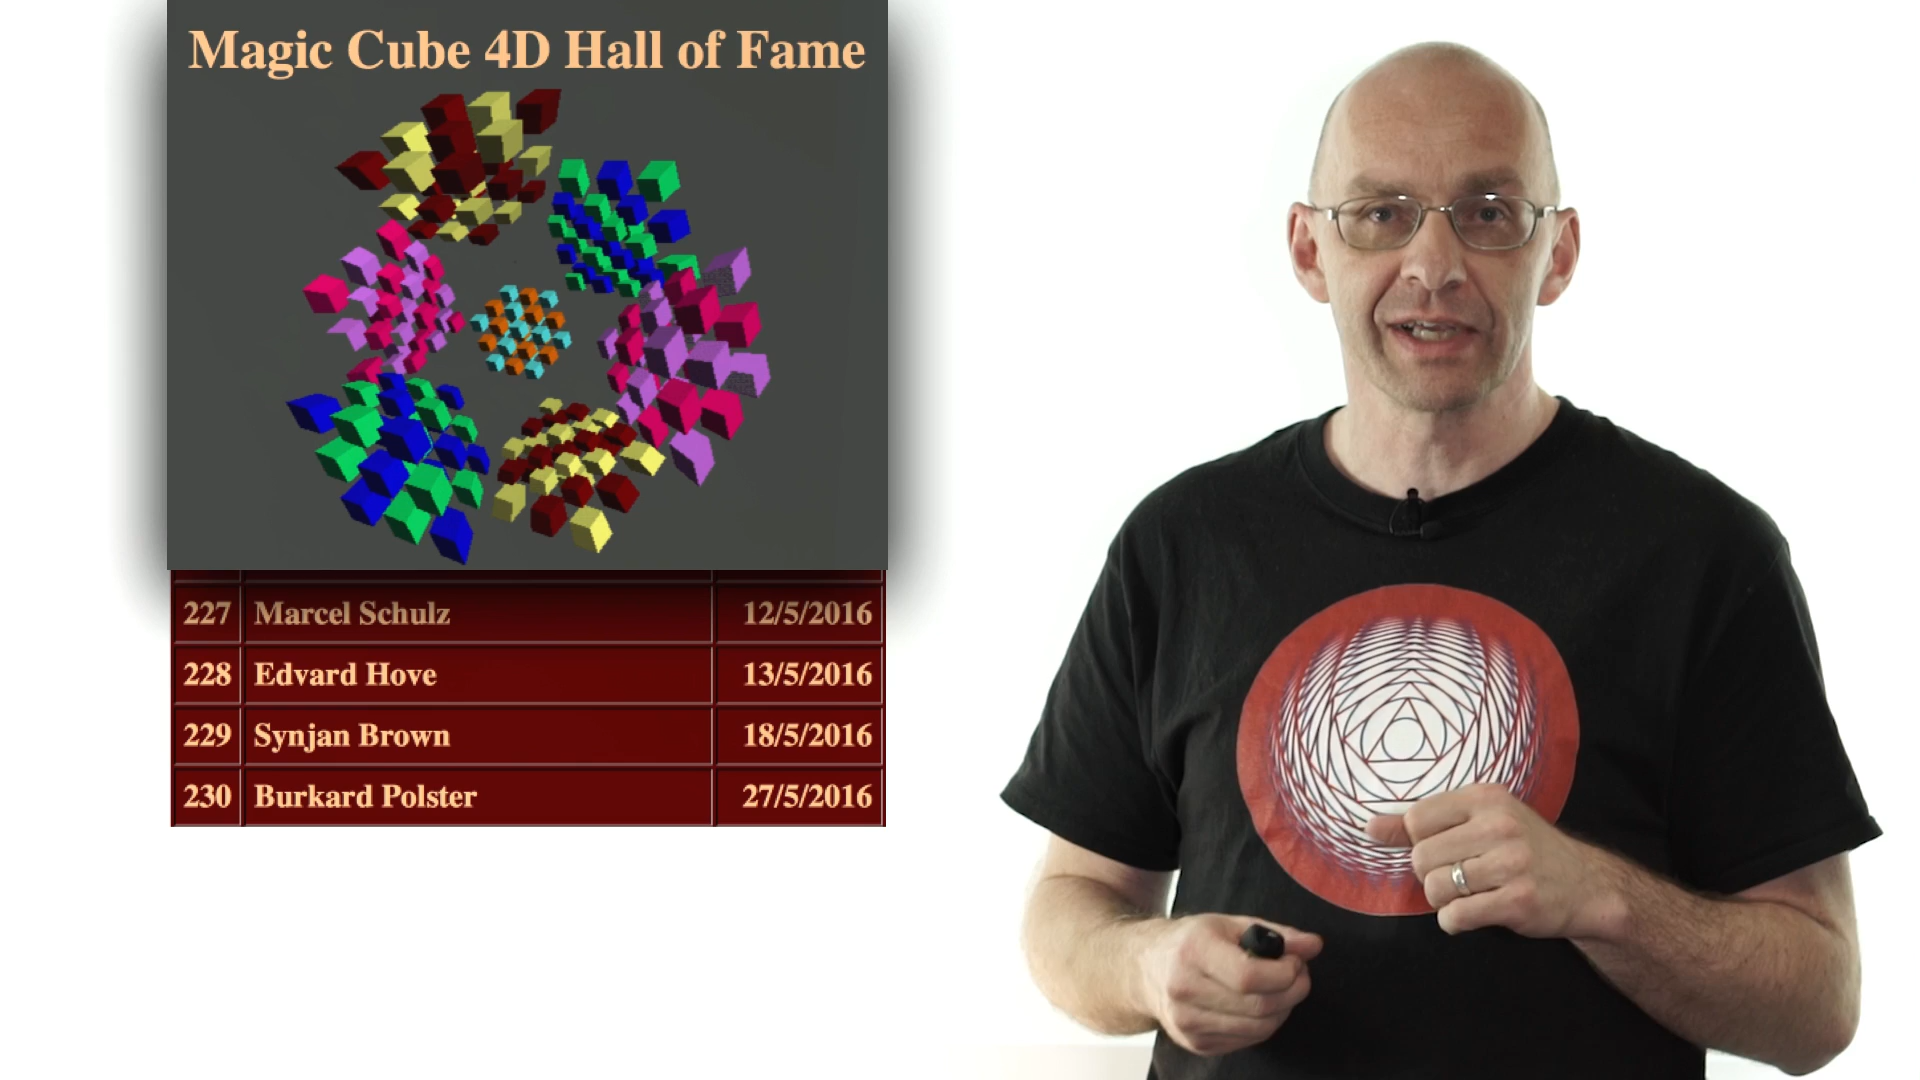 Magic Cube 4D Hall of Fame
227 Marcel Schulz 12/5/2016
228 Edvard Hove 13/5/2016
229 Synjan Brown 18/5/2016
230 Burkard Polster 27/5/2016